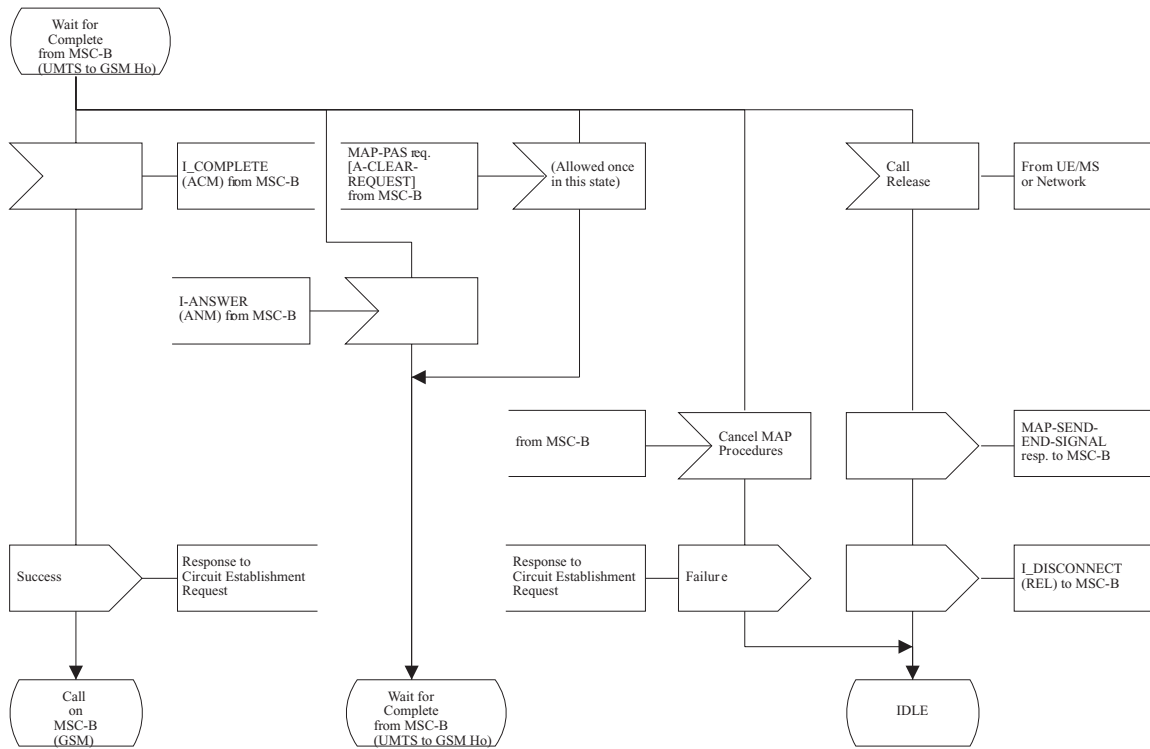 Wait for
Complete
from MSC-B
(UMTS to GSM Ho)
I_COMPLETE
(ACM) from MSC-B
MAP-PAS req.
[A-CLEAR-
REQUEST]
from MSC-B
(Allowed once
in this state)
Call
Release
From UE/MS
or Network
I-ANSWER
(ANM) from MSC-B
from MSC-B
Cancel MAP
Procedures
MAP-SEND-
END-SIGNAL
resp. to MSC-B
Success
Response to
Circuit Establishment
Request
Response to
Circuit Establishment
Request
Failure
I_DISCONNECT
(REL) to MSC-B
Call
on
MSC-B
(GSM)
Wait for
Complete
from MSC-B
(UMTS to GSM Ho)
IDLE